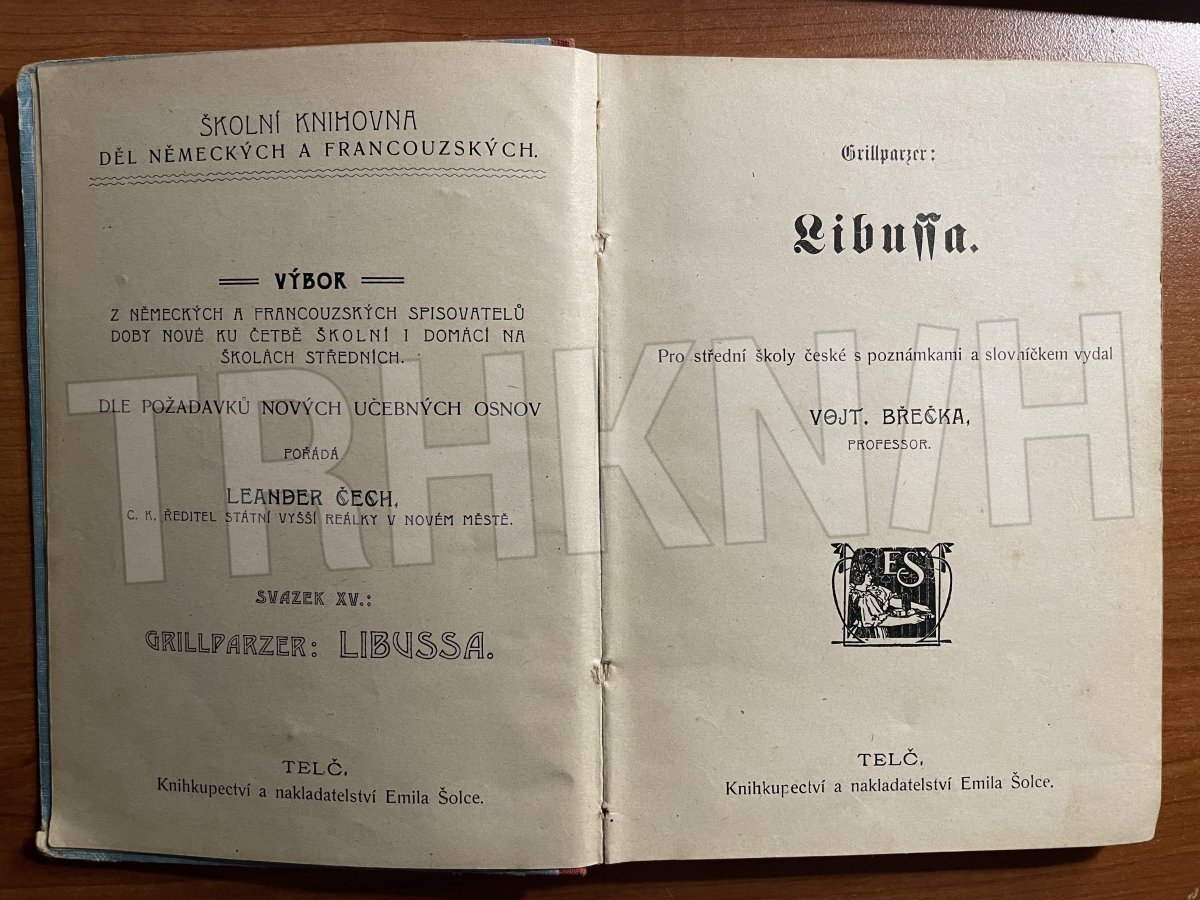 ŠKOLNÍ KNIHOVNA
DĚL NĚMECKÝCH A FRANCOUZSKÝCH.
VÝBOR
Z NĚMECKÝCH A FRANCOUZSKÝCH SPISOVATELŮ
DOBY NOVÉ KU ČETBĚ ŠKOLNÍ I DOMÁCÍ NA
ŠKOLÁCH STŘEDNÍCH.
DLE POŽADAVKŮ NOVÝCH UČEBNÝCH OSNOV
POŘÁDÁ
LEANDER ČECH,
C. K. ŘEDITEL STÁTNÍ VYŠŠÍ REÁLKY V NOVÉM MĚSTĚ.
SVAZEK XV.:
GRILLPARZER: LIBUSSA.
TELČ.
Knihkupectví a nakladatelství Emila Šolce.
Grillparzer:
Libuſſa.
Pro střední školy české s poznámkami a slovníčkem vydal
VOJT. BŘEČKA,
PROFESSOR.
ES
TELČ.
Knihkupectví a nakladatelství Emila Šolce.
TRHKNIH